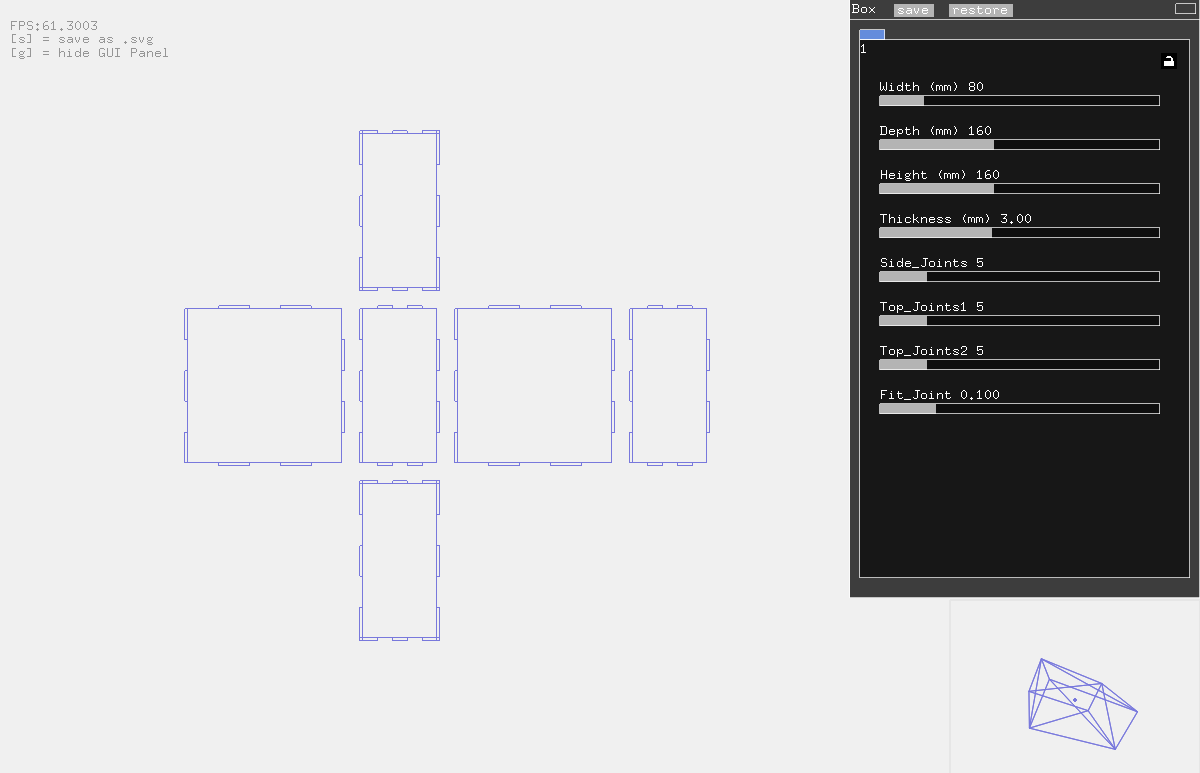 FPS:61.3003
[s] = save as .svg.
[g] = hide GUI Panel
Box save restore
1
Width (mm) 80
Depth (mm) 160
Height (mm) 160
Thickness (mm) 3.00
Side_Joints 5
Top_Joints1 5
Top_Joints2 5
Fit_Joint 0.100